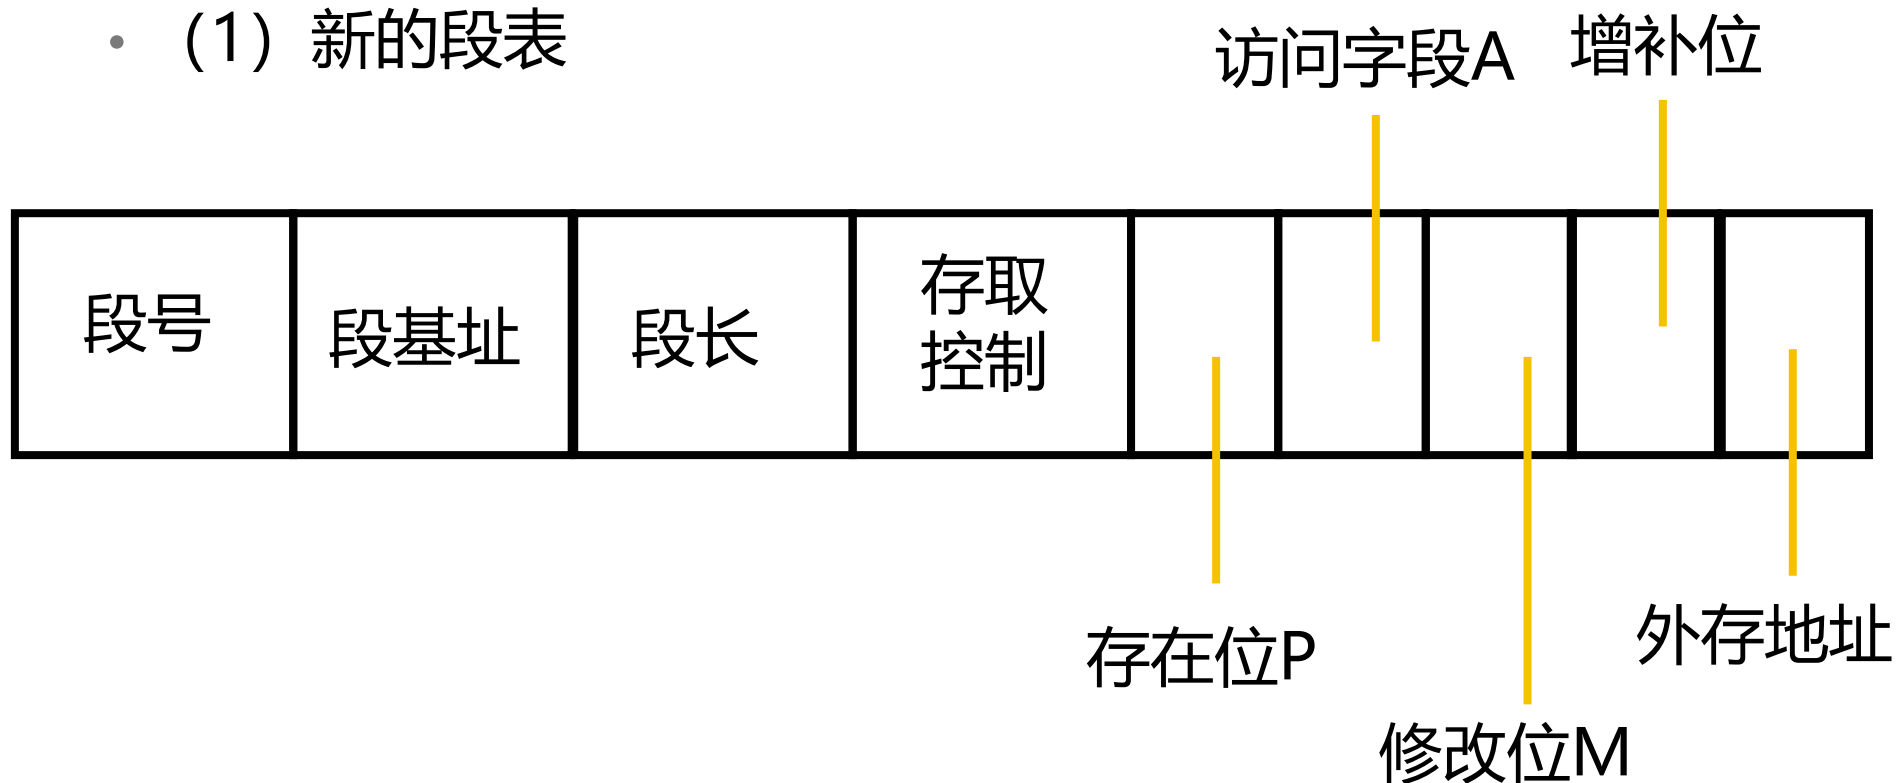 • （1）新的段表
访问字段A
增补位
段号
段基址
段长
存取
控制
存在位P
修改位M
外存地址